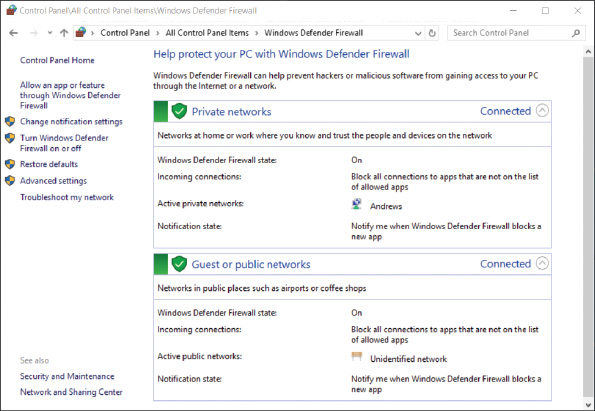 Control Panel\All Control Panel Items\Windows Defender Firewall
Control Panel > All Control Panel Items > Windows Defender Firewall
Search Control Panel
Control Panel Home
Allow an app or feature
through Windows Defender
Firewall
Change notification settings
Turn Windows Defender
Firewall on or off
Restore defaults
Advanced settings
Troubleshoot my network
See also
Security and Maintenance
Network and Sharing Center
Help protect your PC with Windows Defender Firewall
Windows Defender Firewall can help prevent hackers or malicious software from gaining access to your PC
through the Internet or a network.
Private networks Connected
Networks at home or work where you know and trust the people and devices on the network
Windows Defender Firewall state: On
Incoming connections: Block all connections to apps that are not on the list
of allowed apps
Active private networks: Andrews
Notification state: Notify me when Windows Defender Firewall blocks a
new app
Guest or public networks Connected
Networks in public places such as airports or coffee shops
Windows Defender Firewall state: On
Incoming connections: Block all connections to apps that are not on the list
of allowed apps
Active public networks: Unidentified network
Notification state: Notify me when Windows Defender Firewall blocks a
new app